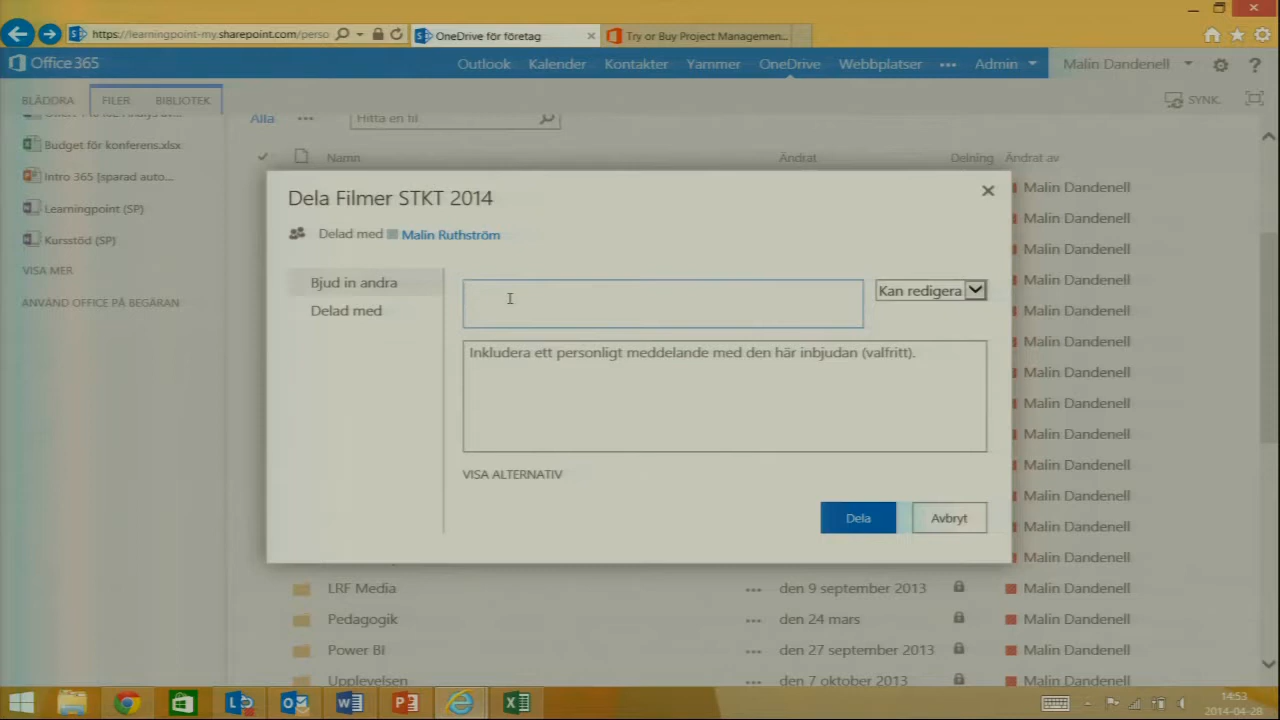 https://learningpoint-my.sharepoint.com/perso
OneDrive för företag
Try or Buy Project Managemen...
Office 365
Outlook Kalender Kontakter Yammer OneDrive Webbplatser ••• Admin Malin Dandenell ?
BLÄDDRA FILER BIBLIOTEK
SYNK.
Alla ••• Hitta en fil
Budget för konferens.xlsx
Intro 365 [sparad auto...
Learningpoint (SP)
Kursstöd (SP)
VISA MER
ANVÄND OFFICE PÅ BEGÄRAN
Namn Ändrat Delning Ändrat av
Malin Dandenell
Malin Dandenell
Malin Dandenell
Malin Dandenell
Malin Dandenell
Malin Dandenell
Malin Dandenell
Malin Dandenell
Malin Dandenell
Malin Dandenell
Malin Dandenell
Malin Dandenell
Malin Dandenell
Dela Filmer STKT 2014
Delad med Malin Ruthström
Bjud in andra
Delad med
Kan redigera
Inkludera ett personligt meddelande med den här inbjudan (valfritt).
VISA ALTERNATIV
Dela Avbryt
LRF Media ••• den 9 september 2013 Malin Dandenell
Pedagogik ••• den 24 mars Malin Dandenell
Power BI ••• den 27 september 2013 Malin Dandenell
Upplevelsen ••• den 7 oktober 2013 Malin Dandenell
14:53
2014-04-28